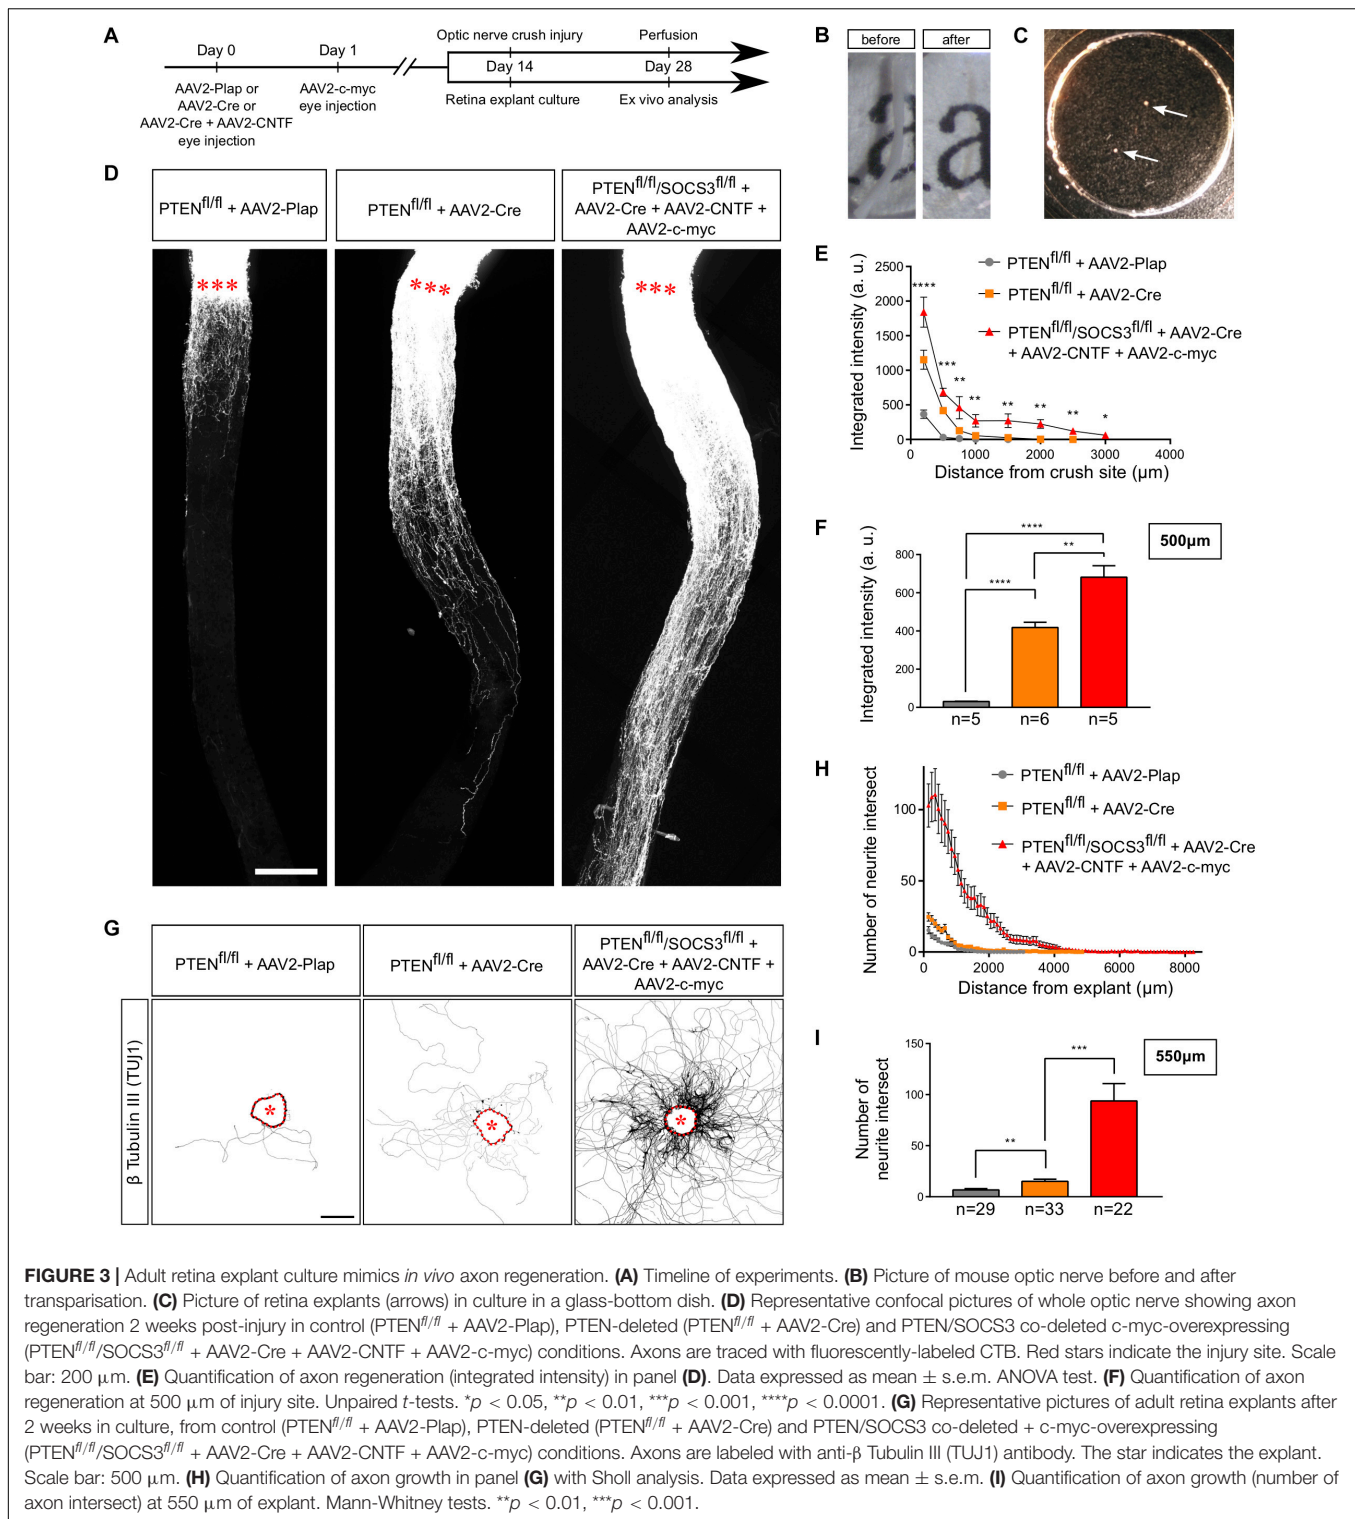 A
Day 0
Day 1
Optic nerve crush injury
Perfusion
Day 14
Day 28
AAV2-Plap or
AAV2-Cre or
AAV2-Cre + AAV2-CNTF
eye injection
AAV2-c-myc
eye injection
Retina explant culture
Ex vivo analysis
B
before
after
a
a
C
D
PTENfl/fl + AAV2-Plap
PTENfl/fl + AAV2-Cre
PTENfl/fl/SOCS3fl/fl +
AAV2-Cre + AAV2-CNTF +
AAV2-c-myc
***
***
***
E
PTENfl/fl + AAV2-Plap
PTENfl/fl + AAV2-Cre
PTENfl/fl/SOCS3fl/fl + AAV2-Cre
+ AAV2-CNTF + AAV2-c-myc
Integrated intensity (a. u.)
2500
2000
1500
1000
500
0
**** *** ** ** ** ** ** *
0 1000 2000 3000 4000
Distance from crush site (µm)
F
500µm
Integrated intensity (a. u.)
800
600
400
200
0
****
**
****
n=5 n=6 n=5
G
PTENfl/fl + AAV2-Plap
PTENfl/fl + AAV2-Cre
PTENfl/fl/SOCS3fl/fl +
AAV2-Cre + AAV2-CNTF +
AAV2-c-myc
β Tubulin III (TUJ1)
*
*
*
H
PTENfl/fl + AAV2-Plap
PTENfl/fl + AAV2-Cre
PTENfl/fl/SOCS3fl/fl + AAV2-Cre
+ AAV2-CNTF + AAV2-c-myc
Number of neurite intersect
100
50
0
0 2000 4000 6000 8000
Distance from explant (µm)
I
550µm
Number of
neurite intersect
150
100
50
0
**
***
n=29 n=33 n=22
FIGURE 3 | Adult retina explant culture mimics in vivo axon regeneration. (A) Timeline of experiments. (B) Picture of mouse optic nerve before and after
transparisation. (C) Picture of retina explants (arrows) in culture in a glass-bottom dish. (D) Representative confocal pictures of whole optic nerve showing axon
regeneration 2 weeks post-injury in control (PTENfl/fl + AAV2-Plap), PTEN-deleted (PTENfl/fl + AAV2-Cre) and PTEN/SOCS3 co-deleted c-myc-overexpressing
(PTENfl/fl/SOCS3fl/fl + AAV2-Cre + AAV2-CNTF + AAV2-c-myc) conditions. Axons are traced with fluorescently-labeled CTB. Red stars indicate the injury site. Scale
bar: 200 µm. (E) Quantification of axon regeneration (integrated intensity) in panel (D). Data expressed as mean ± s.e.m. ANOVA test. (F) Quantification of axon
regeneration at 500 µm of injury site. Unpaired t-tests. *p < 0.05, **p < 0.01, ***p < 0.001, ****p < 0.0001. (G) Representative pictures of adult retina explants after
2 weeks in culture, from control (PTENfl/fl + AAV2-Plap), PTEN-deleted (PTENfl/fl + AAV2-Cre) and PTEN/SOCS3 co-deleted + c-myc-overexpressing
(PTENfl/fl/SOCS3fl/fl + AAV2-Cre + AAV2-CNTF + AAV2-c-myc) conditions. Axons are labeled with anti-β Tubulin III (TUJ1) antibody. The star indicates the explant.
Scale bar: 500 µm. (H) Quantification of axon growth in panel (G) with Sholl analysis. Data expressed as mean ± s.e.m. (I) Quantification of axon growth (number of
axon intersect) at 550 µm of explant. Mann-Whitney tests. **p < 0.01, ***p < 0.001.